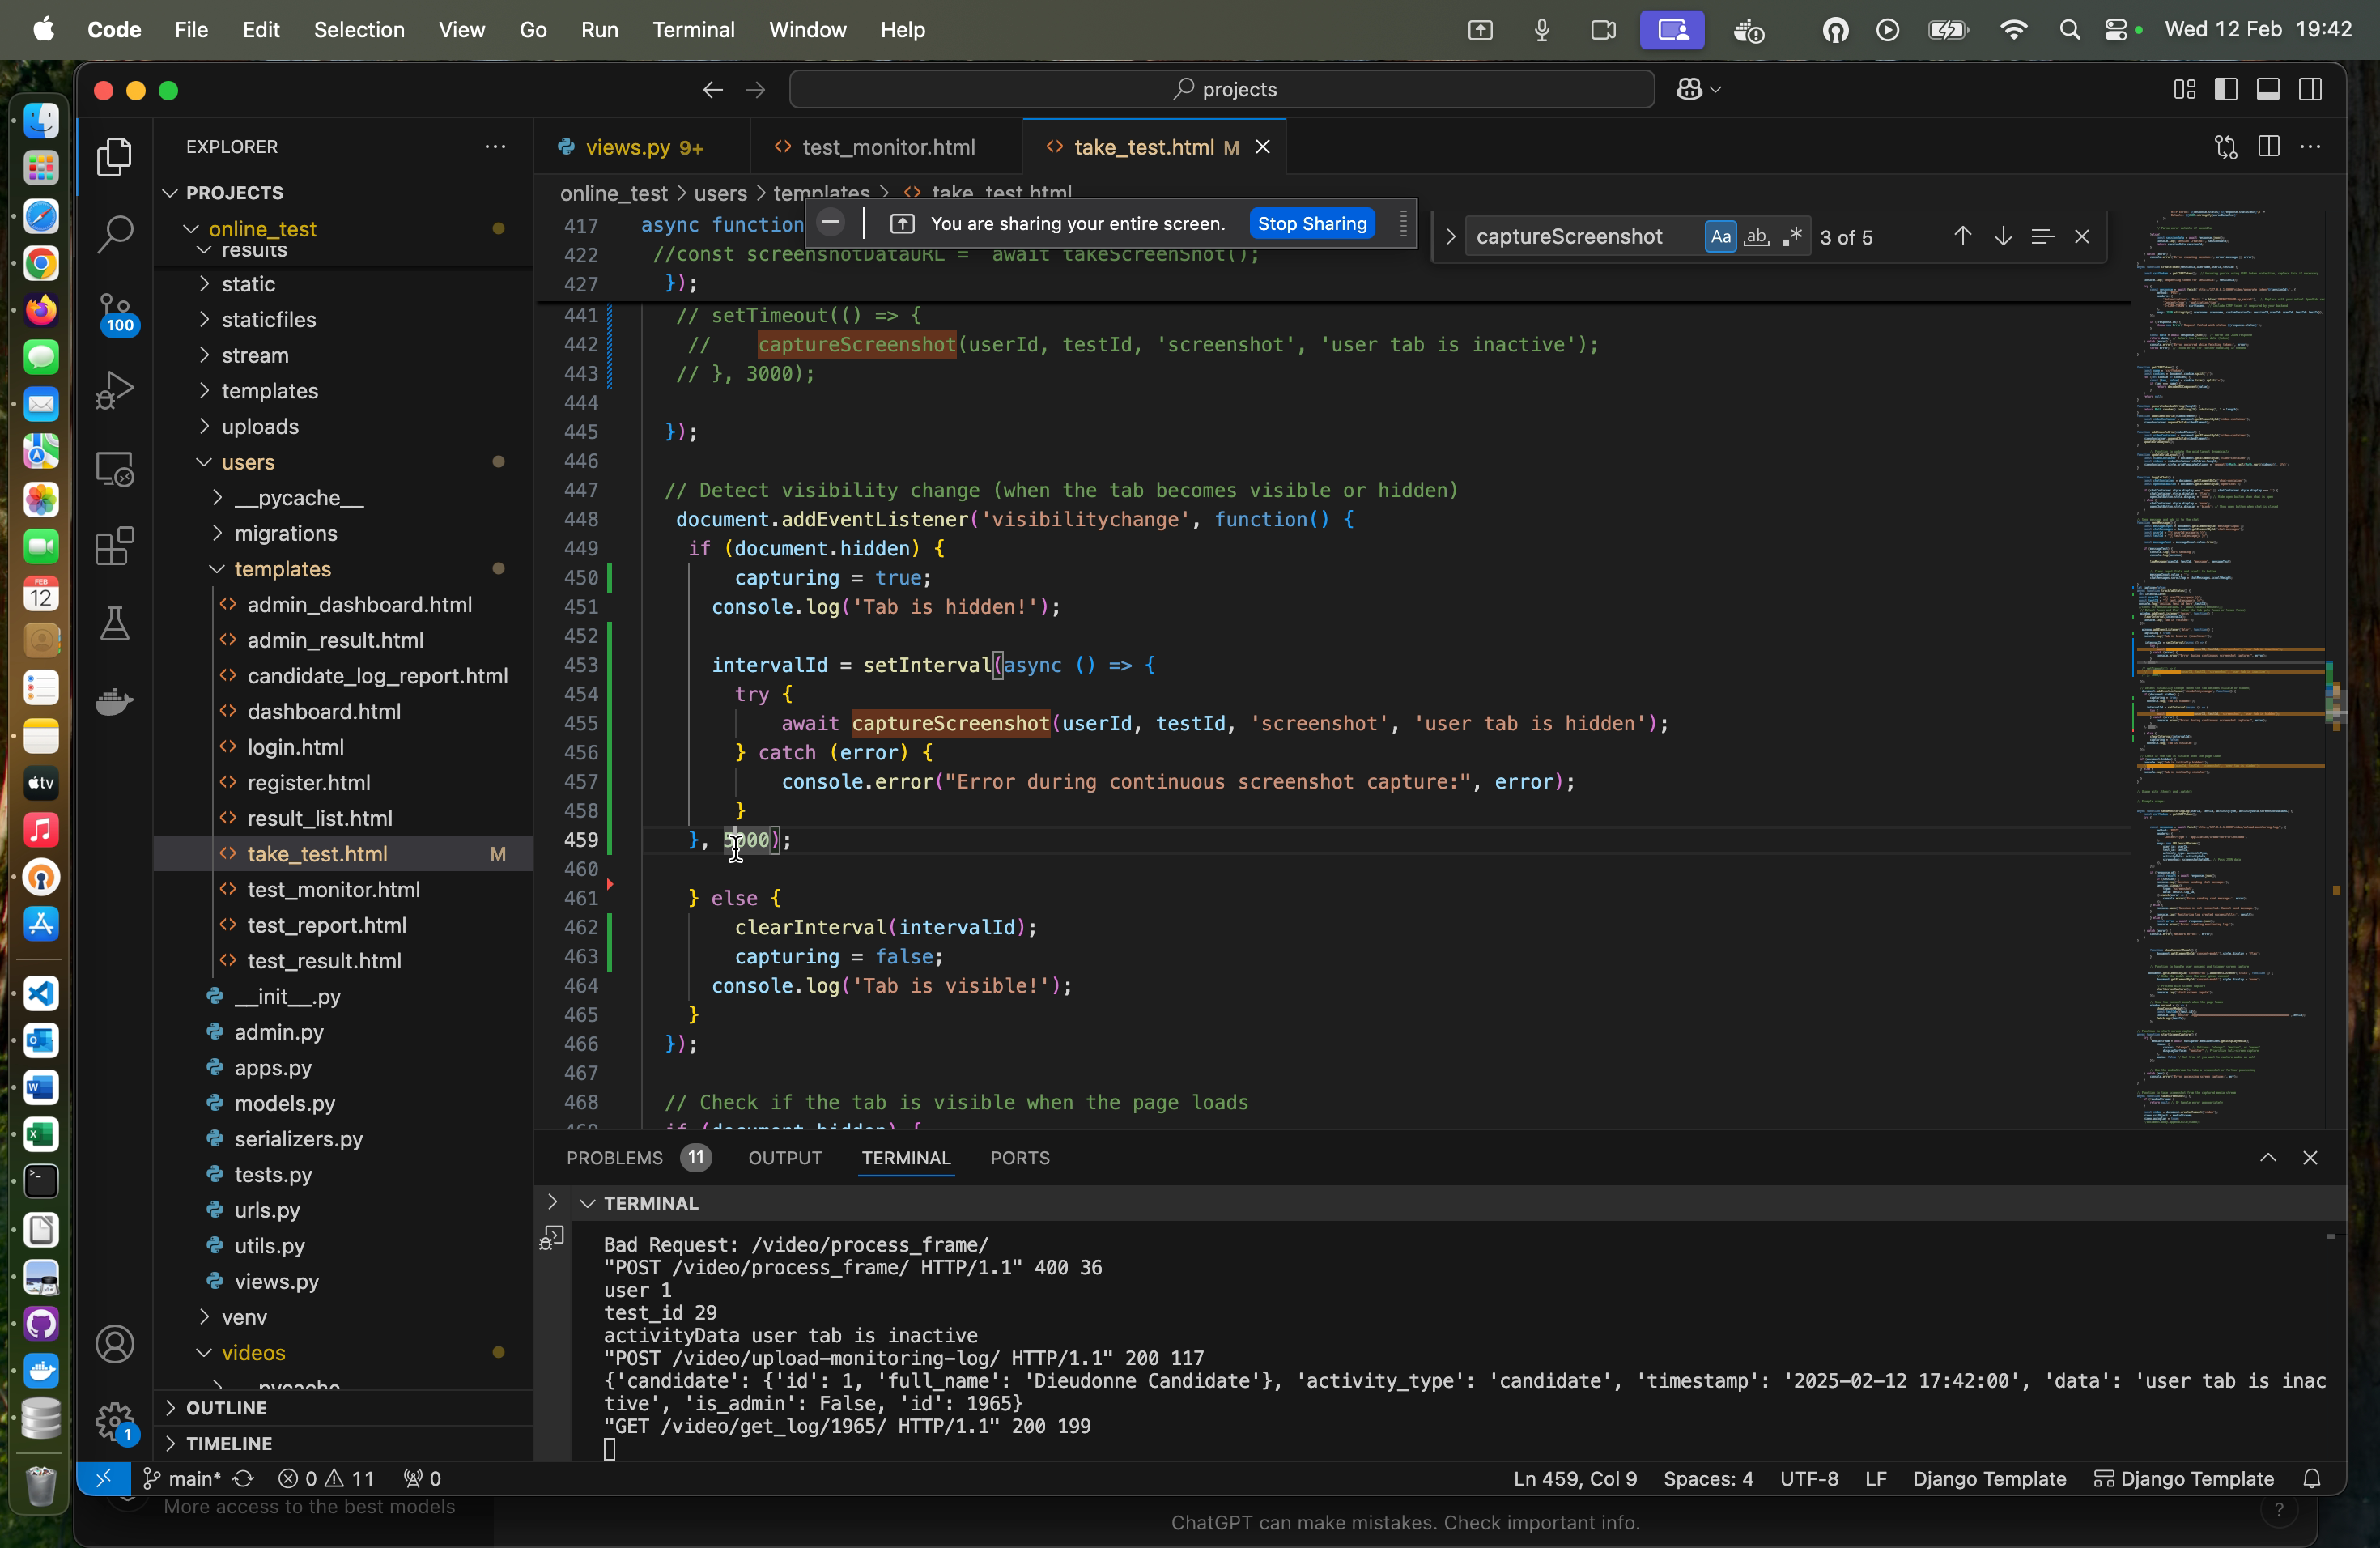 Code File Edit Selection View Go Run Terminal Window Help
Wed 12 Feb 19:42
projects
EXPLORER
views.py 9+
test_monitor.html
take_test.html M
PROJECTS
online_test > users > templates > take_test.html
online_test
results
static
staticfiles
stream
templates
uploads
users
__pycache__
migrations
templates
admin_dashboard.html
admin_result.html
candidate_log_report.html
dashboard.html
login.html
register.html
result_list.html
take_test.html M
test_monitor.html
test_report.html
test_result.html
__init__.py
admin.py
apps.py
models.py
serializers.py
tests.py
urls.py
utils.py
views.py
venv
videos
__pycache__
OUTLINE
TIMELINE
100
1
FEB
12
tv
You are sharing your entire screen. Stop Sharing
captureScreenshot Aa ab 3 of 5
417 async function
422 //const screenshotDataURL = await takeScreenShot();
427 });
441 // setTimeout(() => {
442 // captureScreenshot(userId, testId, 'screenshot', 'user tab is inactive');
443 // }, 3000);
444
445 });
446
447 // Detect visibility change (when the tab becomes visible or hidden)
448 document.addEventListener('visibilitychange', function() {
449 if (document.hidden) {
450 capturing = true;
451 console.log('Tab is hidden!');
452
453 intervalId = setInterval(async () => {
454 try {
455 await captureScreenshot(userId, testId, 'screenshot', 'user tab is hidden');
456 } catch (error) {
457 console.error("Error during continuous screenshot capture:", error);
458 }
459 }, 5000);
460
461 } else {
462 clearInterval(intervalId);
463 capturing = false;
464 console.log('Tab is visible!');
465 }
466 });
467
468 // Check if the tab is visible when the page loads
469 if (document.hidden) {
PROBLEMS 11 OUTPUT TERMINAL PORTS
TERMINAL
Bad Request: /video/process_frame/
"POST /video/process_frame/ HTTP/1.1" 400 36
user 1
test_id 29
activityData user tab is inactive
"POST /video/upload-monitoring-log/ HTTP/1.1" 200 117
{'candidate': {'id': 1, 'full_name': 'Dieudonne Candidate'}, 'activity_type': 'candidate', 'timestamp': '2025-02-12 17:42:00', 'data': 'user tab is inac
tive', 'is_admin': False, 'id': 1965}
"GET /video/get_log/1965/ HTTP/1.1" 200 199
main* 0 11 0
Ln 459, Col 9 Spaces: 4 UTF-8 LF Django Template Django Template
More access to the best models
ChatGPT can make mistakes. Check important info.
?